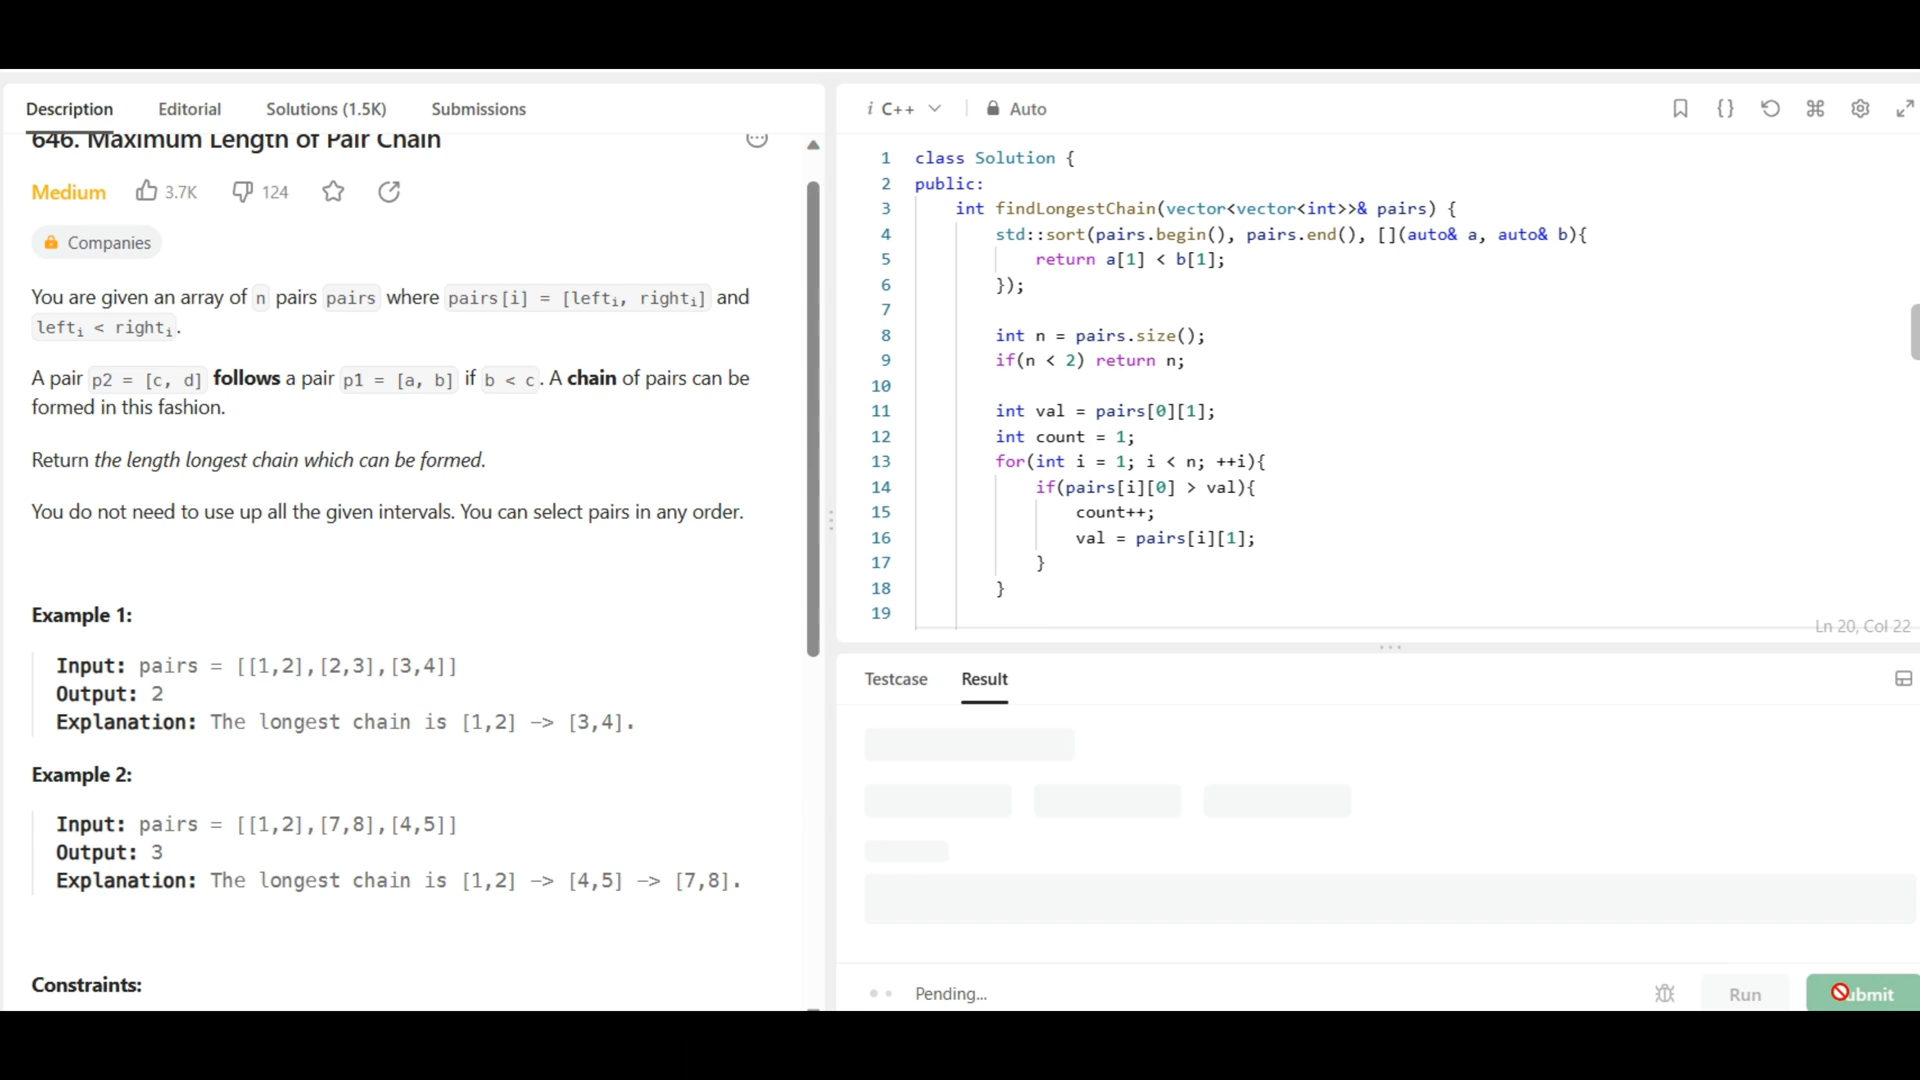 Description Editorial Solutions (1.5K) Submissions
646. Maximum Length of Pair Chain
Medium 3.7K 124
Companies
You are given an array of n pairs pairs where pairs[i] = [lefti, righti] and
lefti < righti.
A pair p2 = [c, d] follows a pair p1 = [a, b] if b < c. A chain of pairs can be
formed in this fashion.
Return the length longest chain which can be formed.
You do not need to use up all the given intervals. You can select pairs in any order.
Example 1:
Input: pairs = [[1,2],[2,3],[3,4]]
Output: 2
Explanation: The longest chain is [1,2] -> [3,4].
Example 2:
Input: pairs = [[1,2],[7,8],[4,5]]
Output: 3
Explanation: The longest chain is [1,2] -> [4,5] -> [7,8].
Constraints:
i C++ Auto
1 class Solution {
2 public:
3 int findLongestChain(vector<vector<int>>& pairs) {
4 std::sort(pairs.begin(), pairs.end(), [](auto& a, auto& b){
5 return a[1] < b[1];
6 });
7
8 int n = pairs.size();
9 if(n < 2) return n;
10
11 int val = pairs[0][1];
12 int count = 1;
13 for(int i = 1; i < n; ++i){
14 if(pairs[i][0] > val){
15 count++;
16 val = pairs[i][1];
17 }
18 }
19
Ln 20, Col 22
Testcase Result
Pending...
Run
ubmit